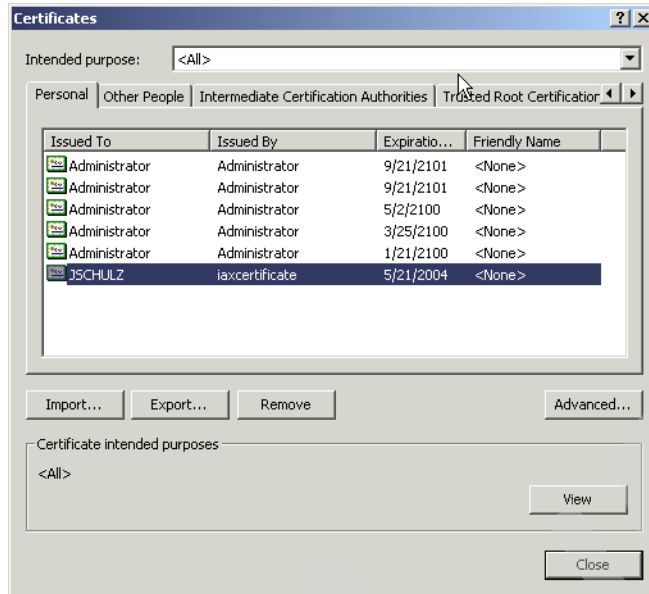 Certificates
Intended purpose: <All>
Personal Other People Intermediate Certification Authorities Trusted Root Certification
Issued To Issued By Expiratio... Friendly Name
Administrator Administrator 9/21/2101 <None>
Administrator Administrator 9/21/2101 <None>
Administrator Administrator 5/2/2100 <None>
Administrator Administrator 3/25/2100 <None>
Administrator Administrator 1/21/2100 <None>
JSCHULZ iaxcertificate 5/21/2004 <None>
Import... Export... Remove Advanced...
Certificate intended purposes
<All>
View
Close